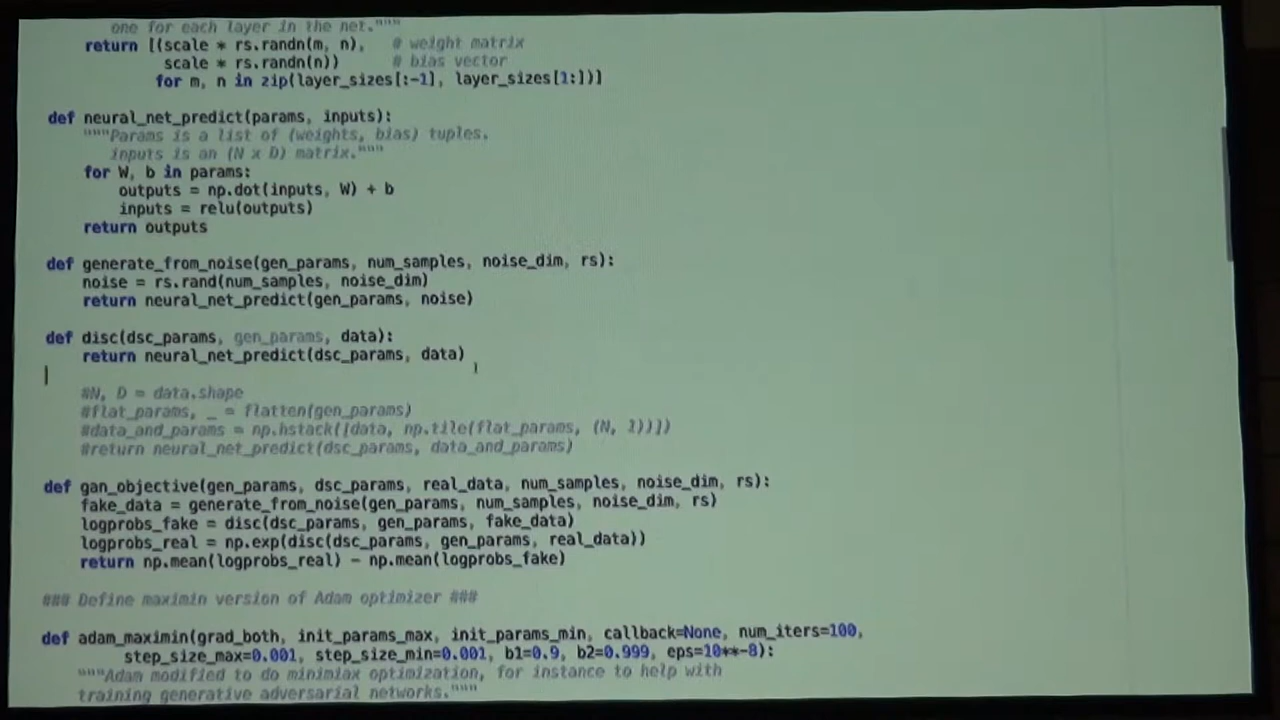 one for each layer in the net."""
return [(scale * rs.randn(m, n), # weight matrix
scale * rs.randn(n)) # bias vector
for m, n in zip(layer_sizes[:-1], layer_sizes[1:])]
def neural_net_predict(params, inputs):
"""Params is a list of (weights, bias) tuples.
inputs is an (N x D) matrix."""
for W, b in params:
outputs = np.dot(inputs, W) + b
inputs = relu(outputs)
return outputs
def generate_from_noise(gen_params, num_samples, noise_dim, rs):
noise = rs.rand(num_samples, noise_dim)
return neural_net_predict(gen_params, noise)
def disc(dsc_params, gen_params, data):
return neural_net_predict(dsc_params, data)
#N, D = data.shape
#flat_params, _ = flatten(gen_params)
#data_and_params = np.hstack([data, np.tile(flat_params, (N, 1))])
#return neural_net_predict(dsc_params, data_and_params)
def gan_objective(gen_params, dsc_params, real_data, num_samples, noise_dim, rs):
fake_data = generate_from_noise(gen_params, num_samples, noise_dim, rs)
logprobs_fake = disc(dsc_params, gen_params, fake_data)
logprobs_real = np.exp(disc(dsc_params, gen_params, real_data))
return np.mean(logprobs_real) - np.mean(logprobs_fake)
### Define maximin version of Adam optimizer ###
def adam_maximin(grad_both, init_params_max, init_params_min, callback=None, num_iters=100,
step_size_max=0.001, step_size_min=0.001, b1=0.9, b2=0.999, eps=10**-8):
"""Adam modified to do minimiax optimization, for instance to help with
training generative adversarial networks."""